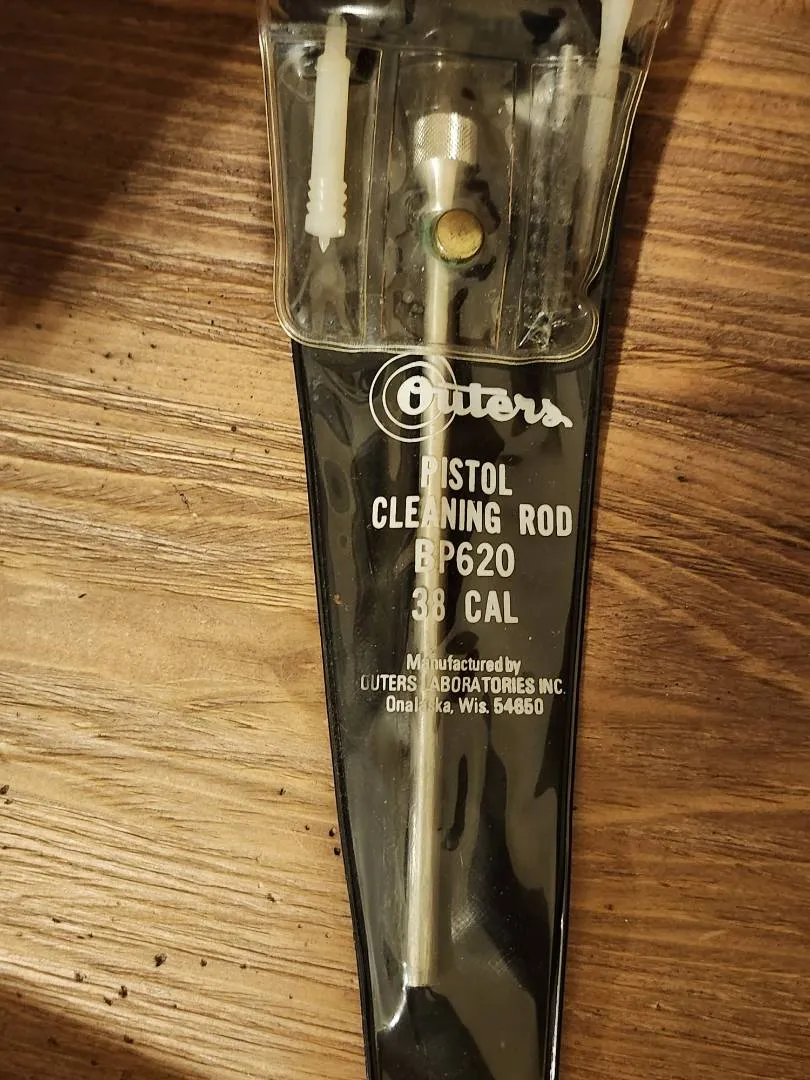 Outers
PISTOL
CLEANING ROD
BP620
38 CAL
Manufactured by
OUTERS LABORATORIES INC.
Onalaska, Wis. 54650